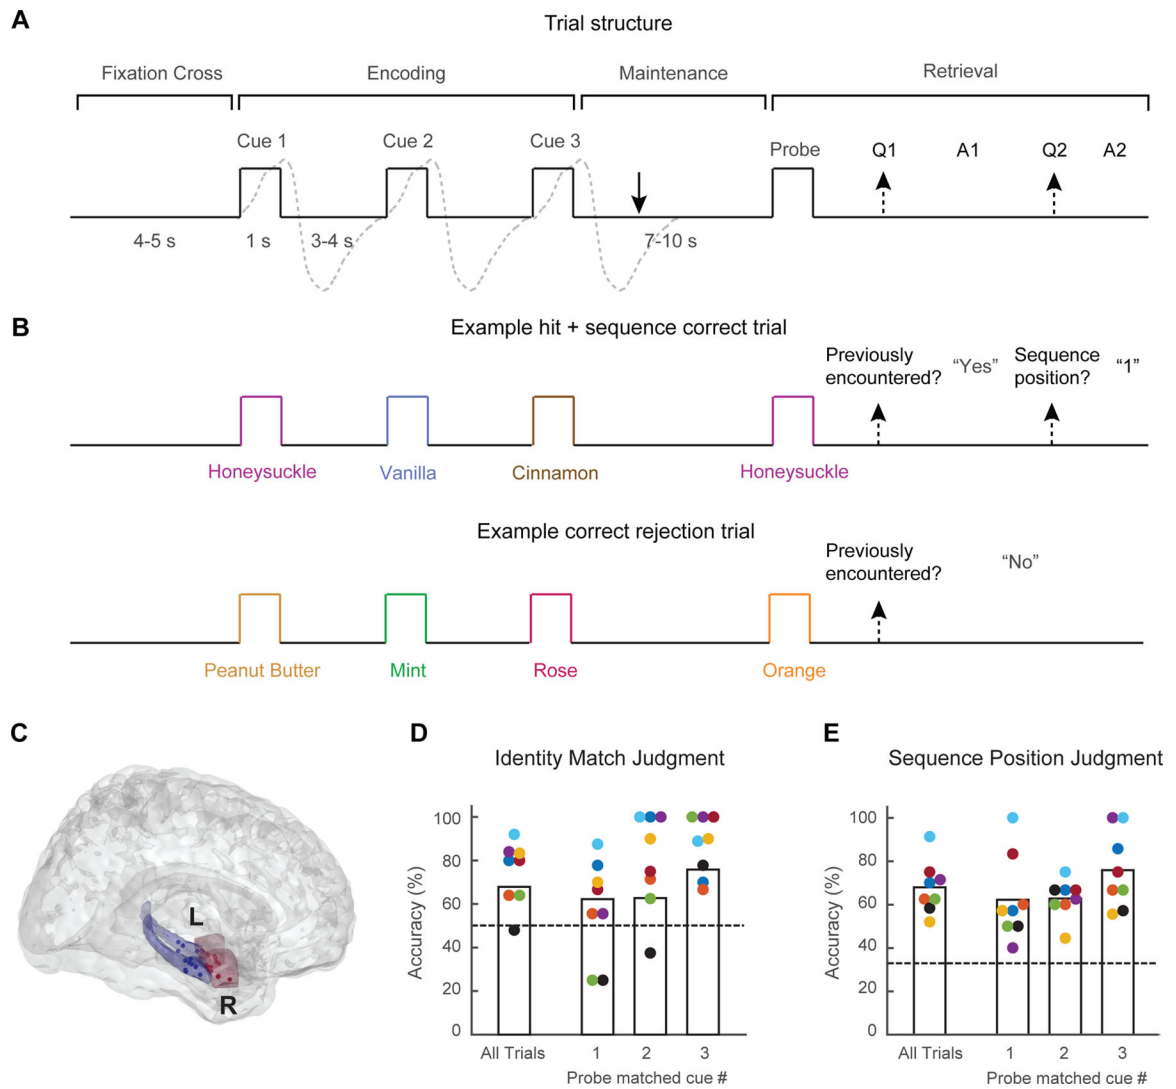 A
Trial structure
Fixation Cross
Encoding
Maintenance
Retrieval
Cue 1
Cue 2
Cue 3
Probe
Q1
A1
Q2
A2
4-5 s
1 s
3-4 s
7-10 s
B
Example hit + sequence correct trial
Previously
encountered?
“Yes”
Sequence
position?
“1”
Honeysuckle
Vanilla
Cinnamon
Honeysuckle
Example correct rejection trial
Previously
encountered?
“No”
Peanut Butter
Mint
Rose
Orange
C
L
R
D
Identity Match Judgment
Accuracy (%)
100
80
60
40
20
0
All Trials
1
2
3
Probe matched cue #
E
Sequence Position Judgment
Accuracy (%)
100
80
60
40
20
0
All Trials
1
2
3
Probe matched cue #